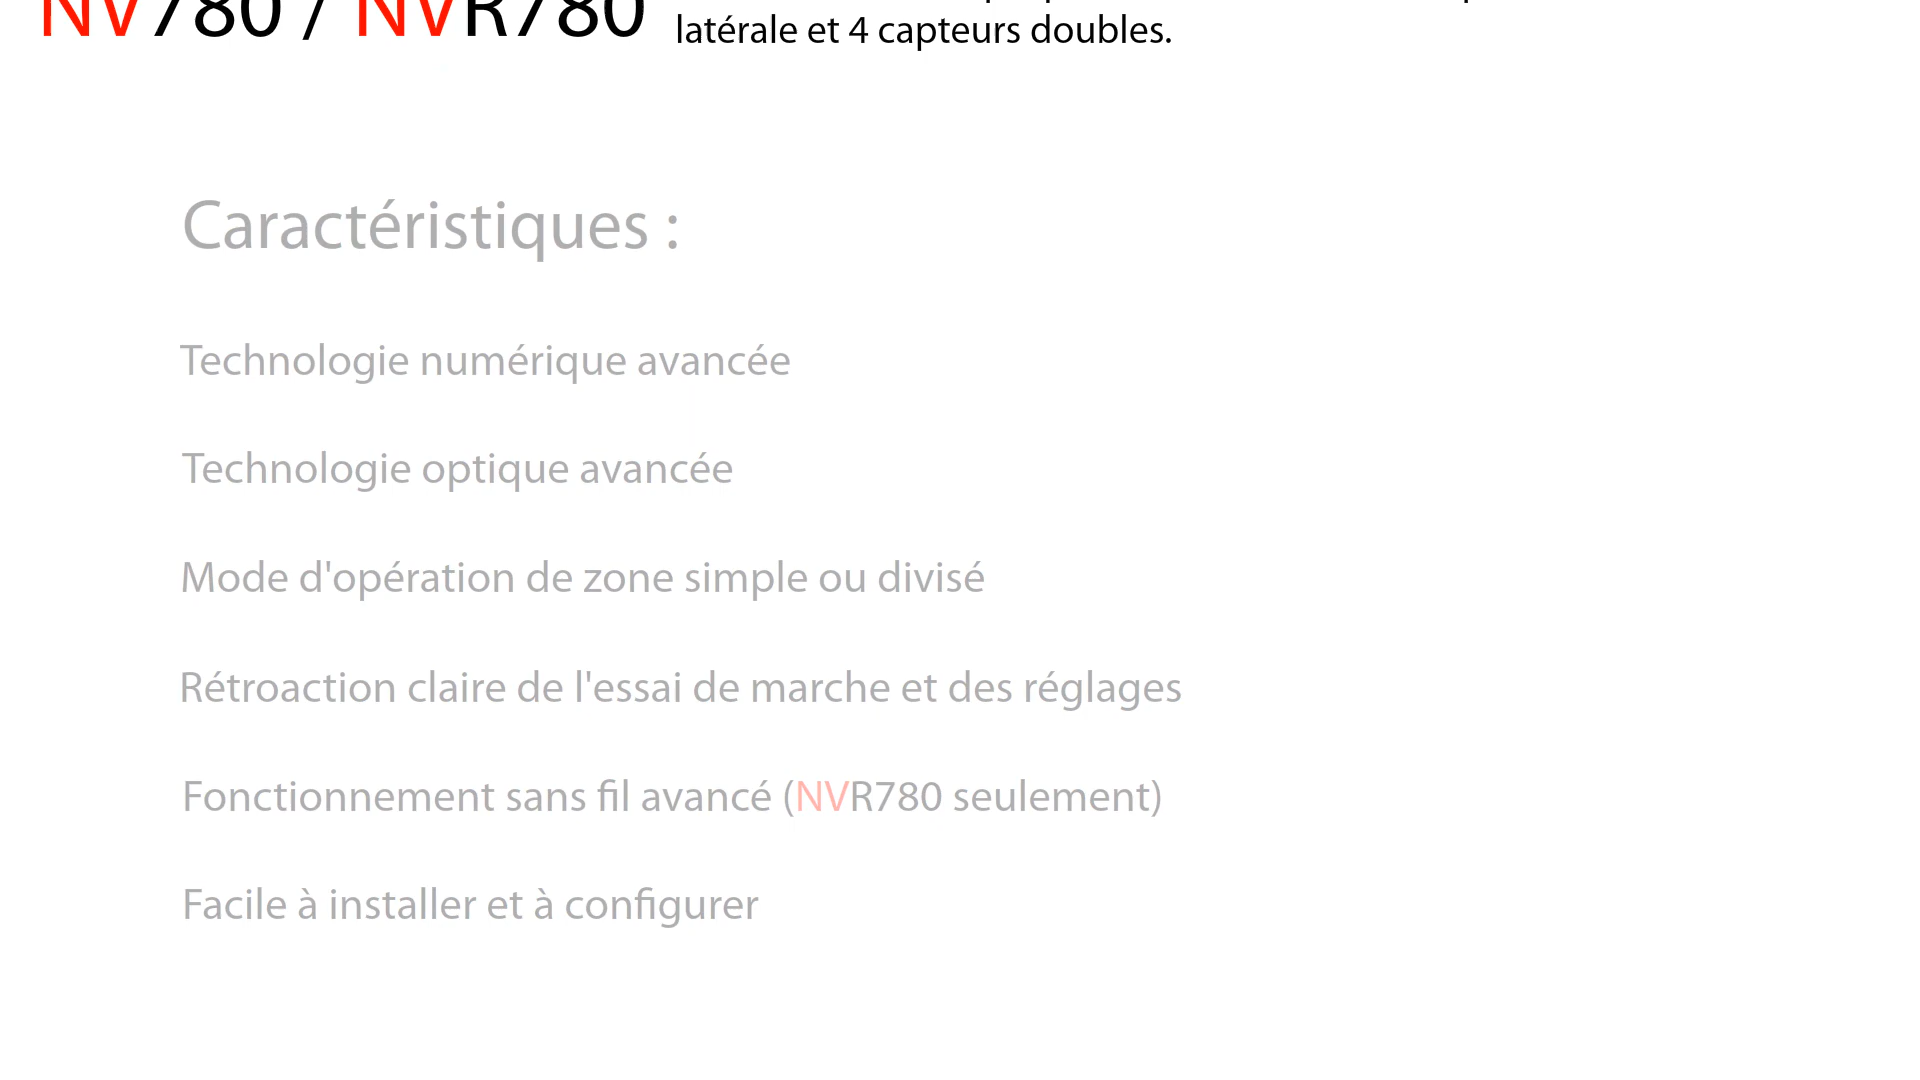 NV780 / NVR780
latérale et 4 capteurs doubles.
Caractéristiques :
Technologie numérique avancée
Technologie optique avancée
Mode d'opération de zone simple ou divisé
Rétroaction claire de l'essai de marche et des réglages
Fonctionnement sans fil avancé (NVR780 seulement)
Facile à installer et à configurer